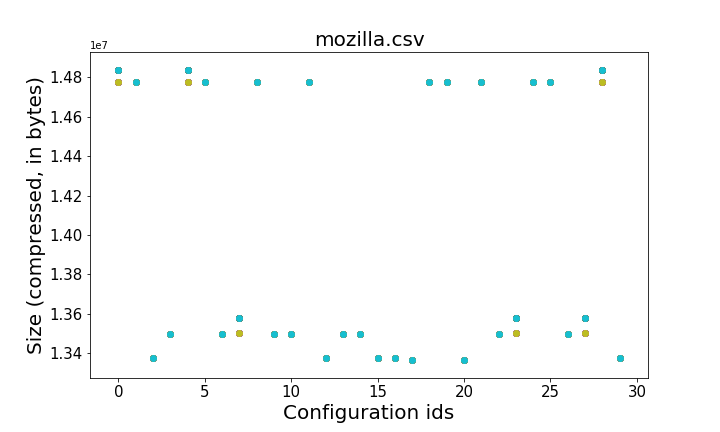 mozilla.csv
1e7
Size (compressed, in bytes)
1.48
1.46
1.44
1.42
1.40
1.38
1.36
1.34
0 5 10 15 20 25 30
Configuration ids